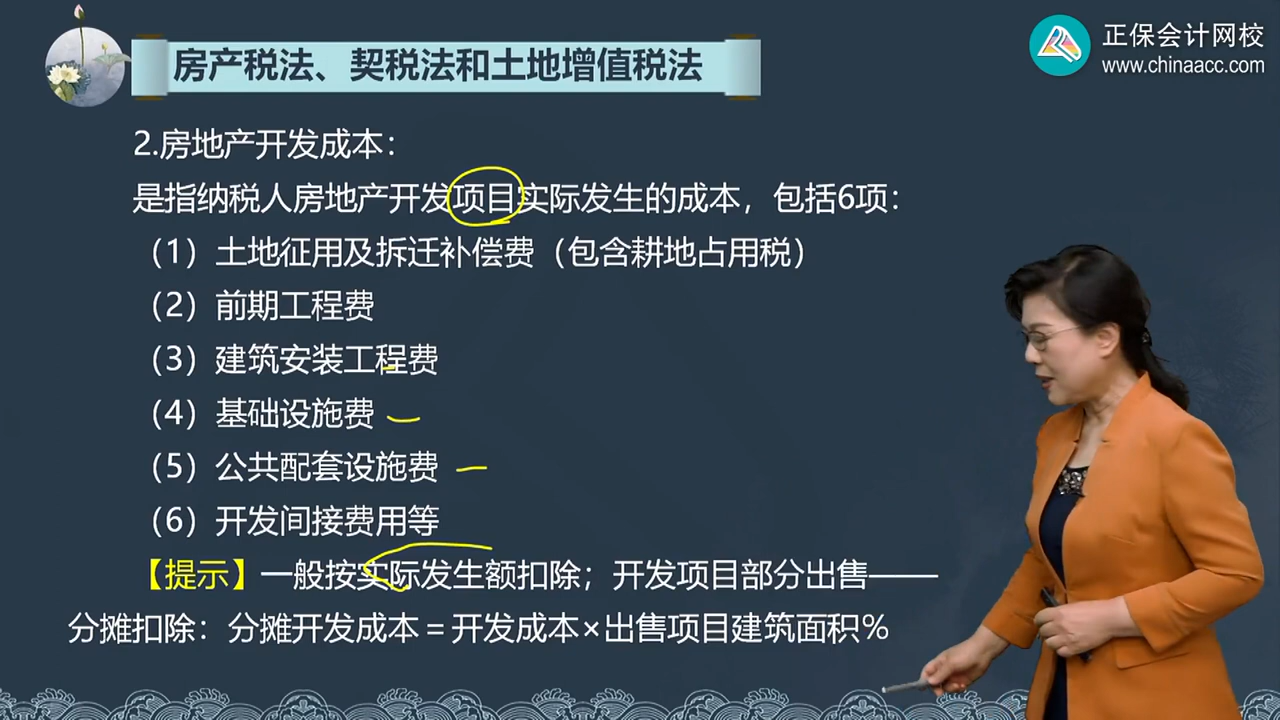 房产税法、契税法和土地增值税法
正保会计网校
www.chinaacc.com
2.房地产开发成本：
是指纳税人房地产开发项目实际发生的成本，包括6项：
（1）土地征用及拆迁补偿费（包含耕地占用税）
（2）前期工程费
（3）建筑安装工程费
（4）基础设施费
（5）公共配套设施费
（6）开发间接费用等
【提示】一般按实际发生额扣除；开发项目部分出售——
分摊扣除：分摊开发成本＝开发成本×出售项目建筑面积%